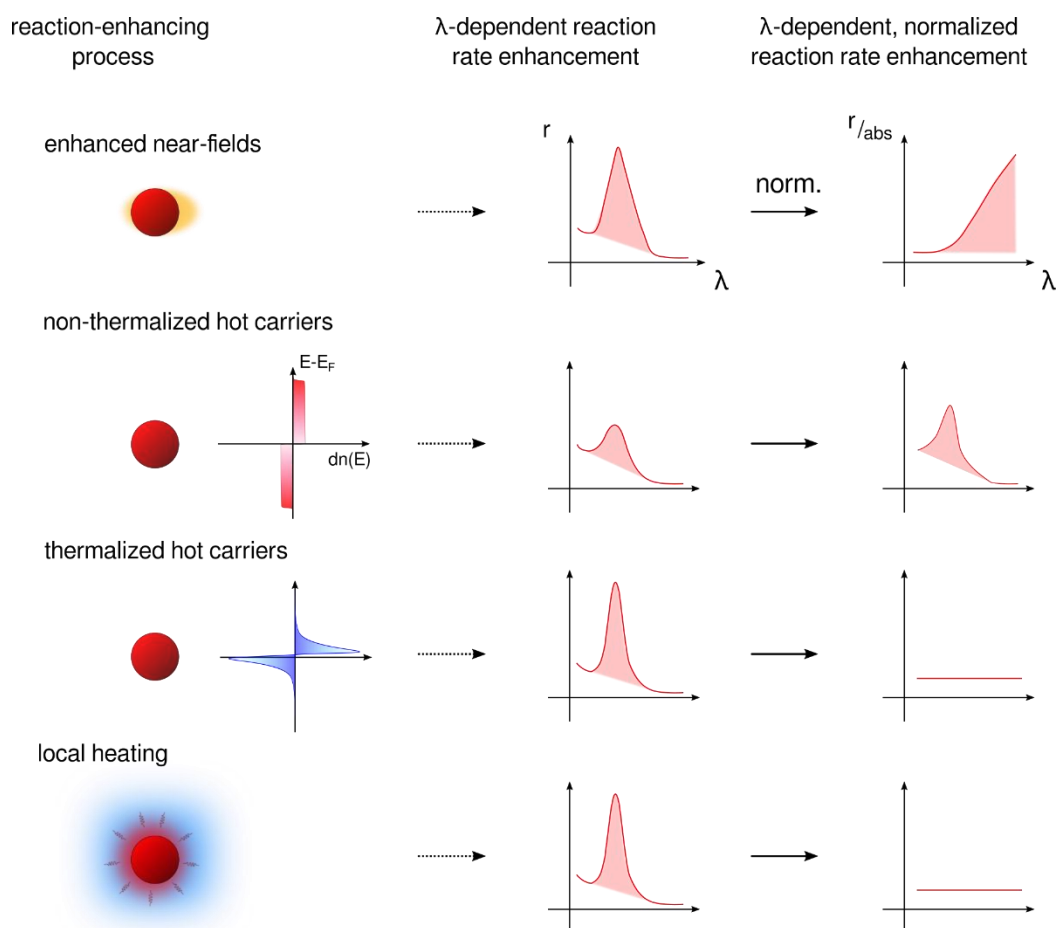 reaction-enhancing
process
λ-dependent reaction
rate enhancement
λ-dependent, normalized
reaction rate enhancement
enhanced near-fields
r
λ
norm.
r/abs
λ
non-thermalized hot carriers
E-E_F
dn(E)
thermalized hot carriers
local heating